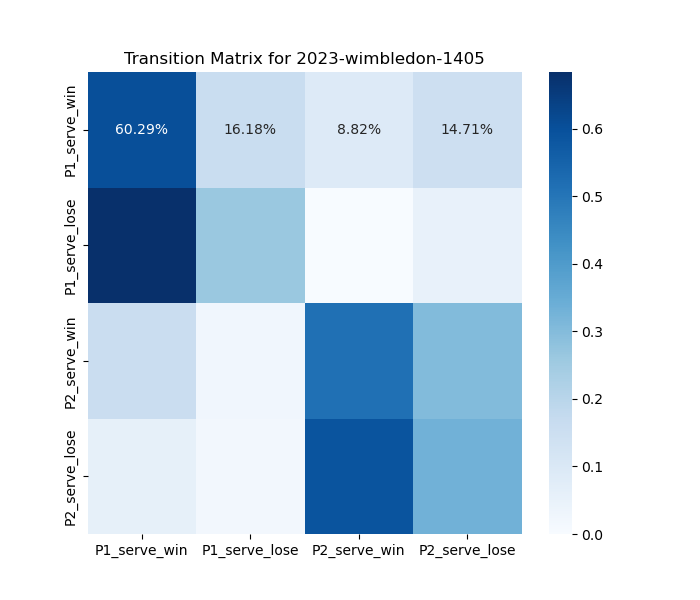 Transition Matrix for 2023-wimbledon-1405
P1_serve_win
60.29% 16.18% 8.82% 14.71%
P1_serve_lose
P2_serve_win
P2_serve_lose
P1_serve_win P1_serve_lose P2_serve_win P2_serve_lose
0.6
0.5
0.4
0.3
0.2
0.1
0.0